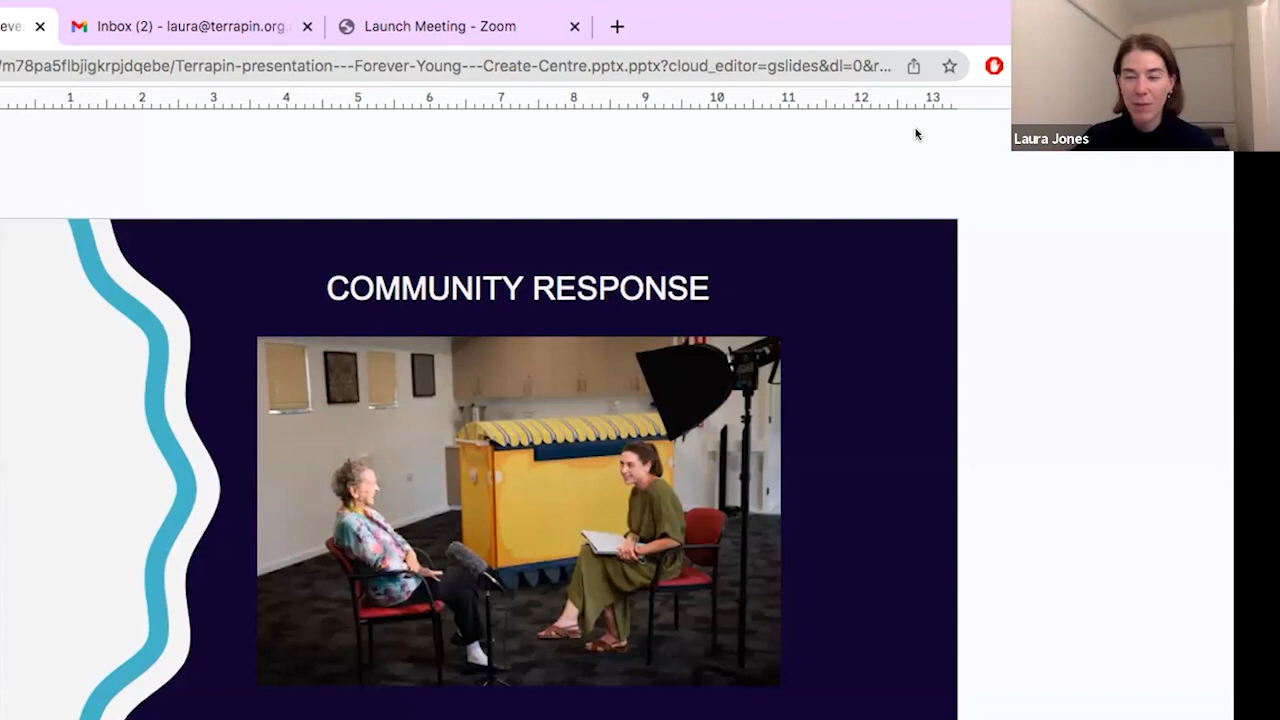 eve
Inbox (2) - laura@terrapin.org.
Launch Meeting - Zoom
/m78pa5flbjigkrpjdqebe/Terrapin-presentation---Forever-Young---Create-Centre.pptx.pptx?cloud_editor=gslides&dl=0&r...
1 2 3 4 5 6 7 8 9 10 11 12 13
Laura Jones
COMMUNITY RESPONSE